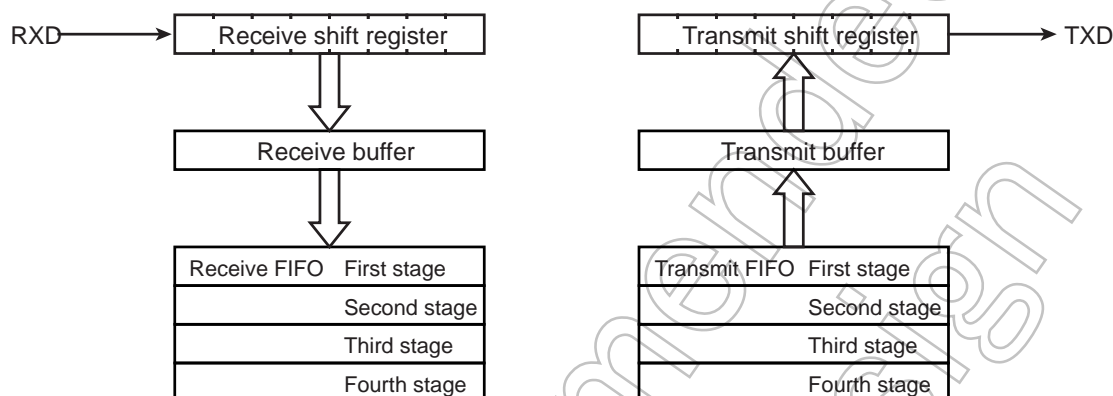 RXD
Receive shift register
Receive buffer
Receive FIFO First stage
Second stage
Third stage
Fourth stage
Transmit shift register
TXD
Transmit buffer
Transmit FIFO First stage
Second stage
Third stage
Fourth stage